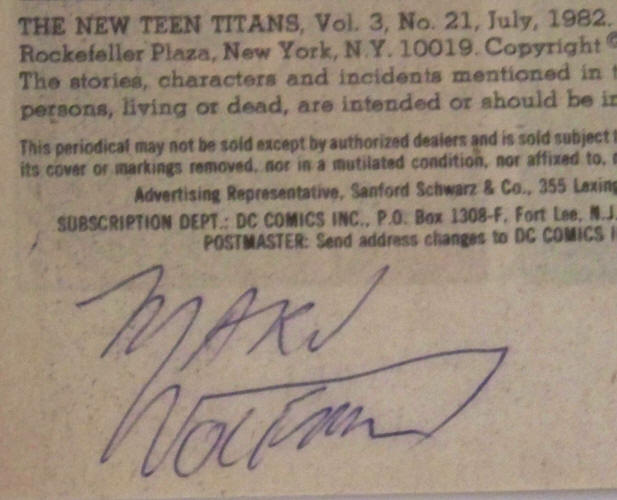 THE NEW TEEN TITANS, Vol. 3, No. 21, July, 1982.
Rockefeller Plaza, New York, N.Y. 10019. Copyright ©
The stories, characters and incidents mentioned in
persons, living or dead, are intended or should be
This periodical may not be sold except by authorized dealers and is sold subject
its cover or markings removed, nor in a mutilated condition, nor affixed to,
Advertising Representative, Sanford Schwarz & Co., 355 Lexing
SUBSCRIPTION DEPT.: DC COMICS INC., P.O. Box 1308-F, Fort Lee, N.J.
POSTMASTER: Send address changes to DC COMICS
MARV
WOLFMAN